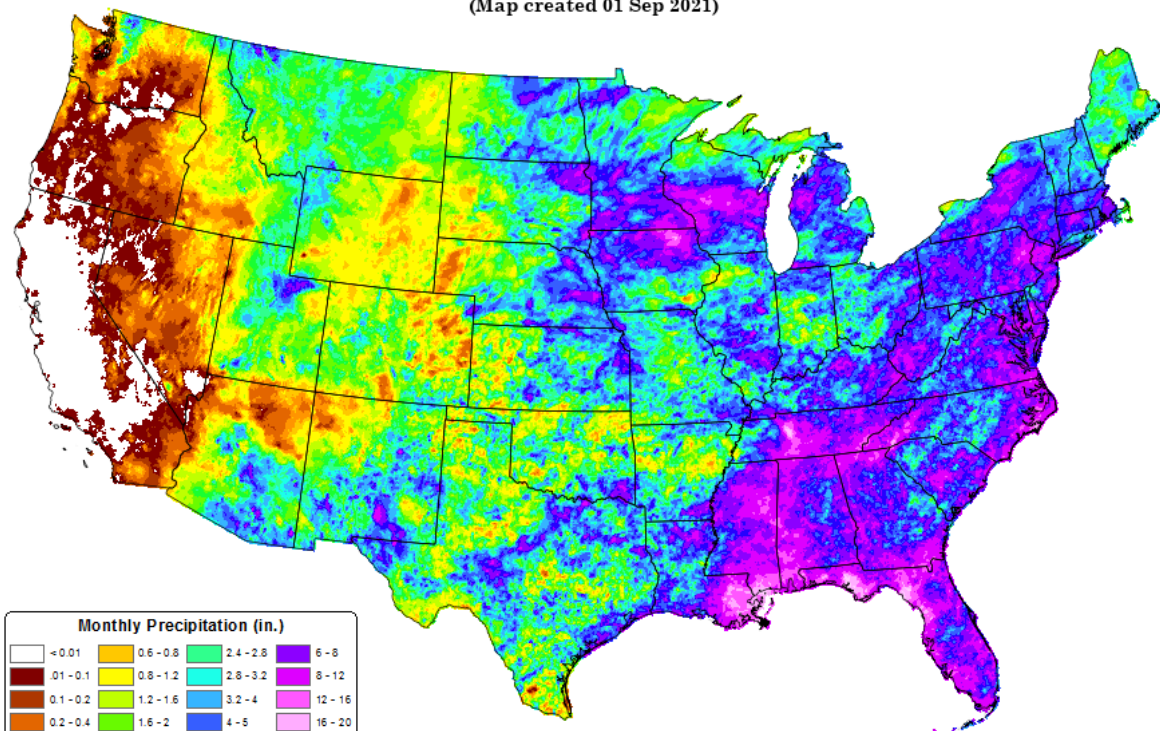 (Map created 01 Sep 2021)
Monthly Precipitation (in.)
< 0.01
0.6 - 0.8
2.4 - 2.8
6 - 8
.01 - 0.1
0.8 - 1.2
2.8 - 3.2
8 - 12
0.1 - 0.2
1.2 - 1.6
3.2 - 4
12 - 16
0.2 - 0.4
1.6 - 2
4 - 5
16 - 20